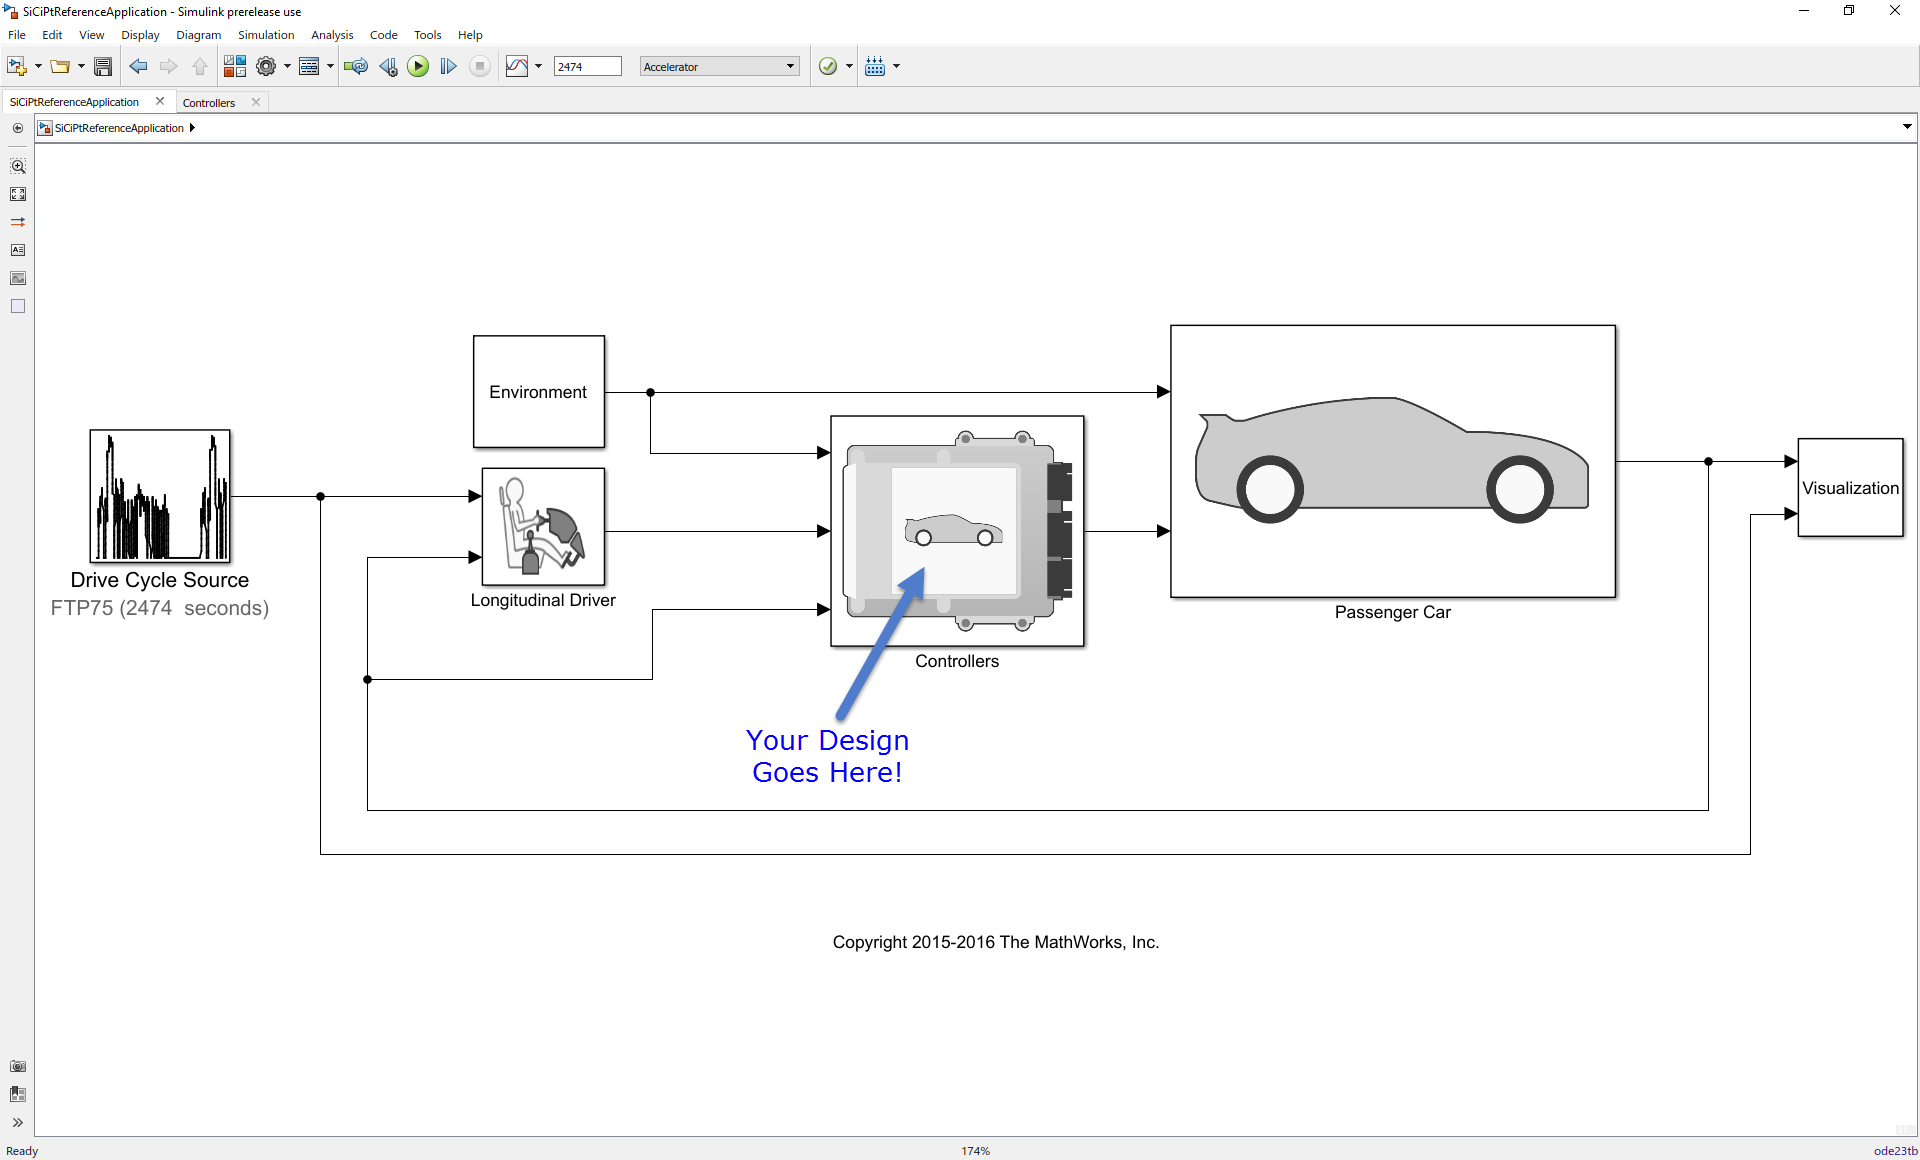 SiCiPtReferenceApplication - Simulink prerelease use
File Edit View Display Diagram Simulation Analysis Code Tools Help
2474 Accelerator
SiCiPtReferenceApplication Controllers
SiCiPtReferenceApplication
Environment
Drive Cycle Source
FTP75 (2474 seconds)
Longitudinal Driver
Controllers
Passenger Car
Visualization
Your Design
Goes Here!
Copyright 2015-2016 The MathWorks, Inc.
Ready 174% ode23tb